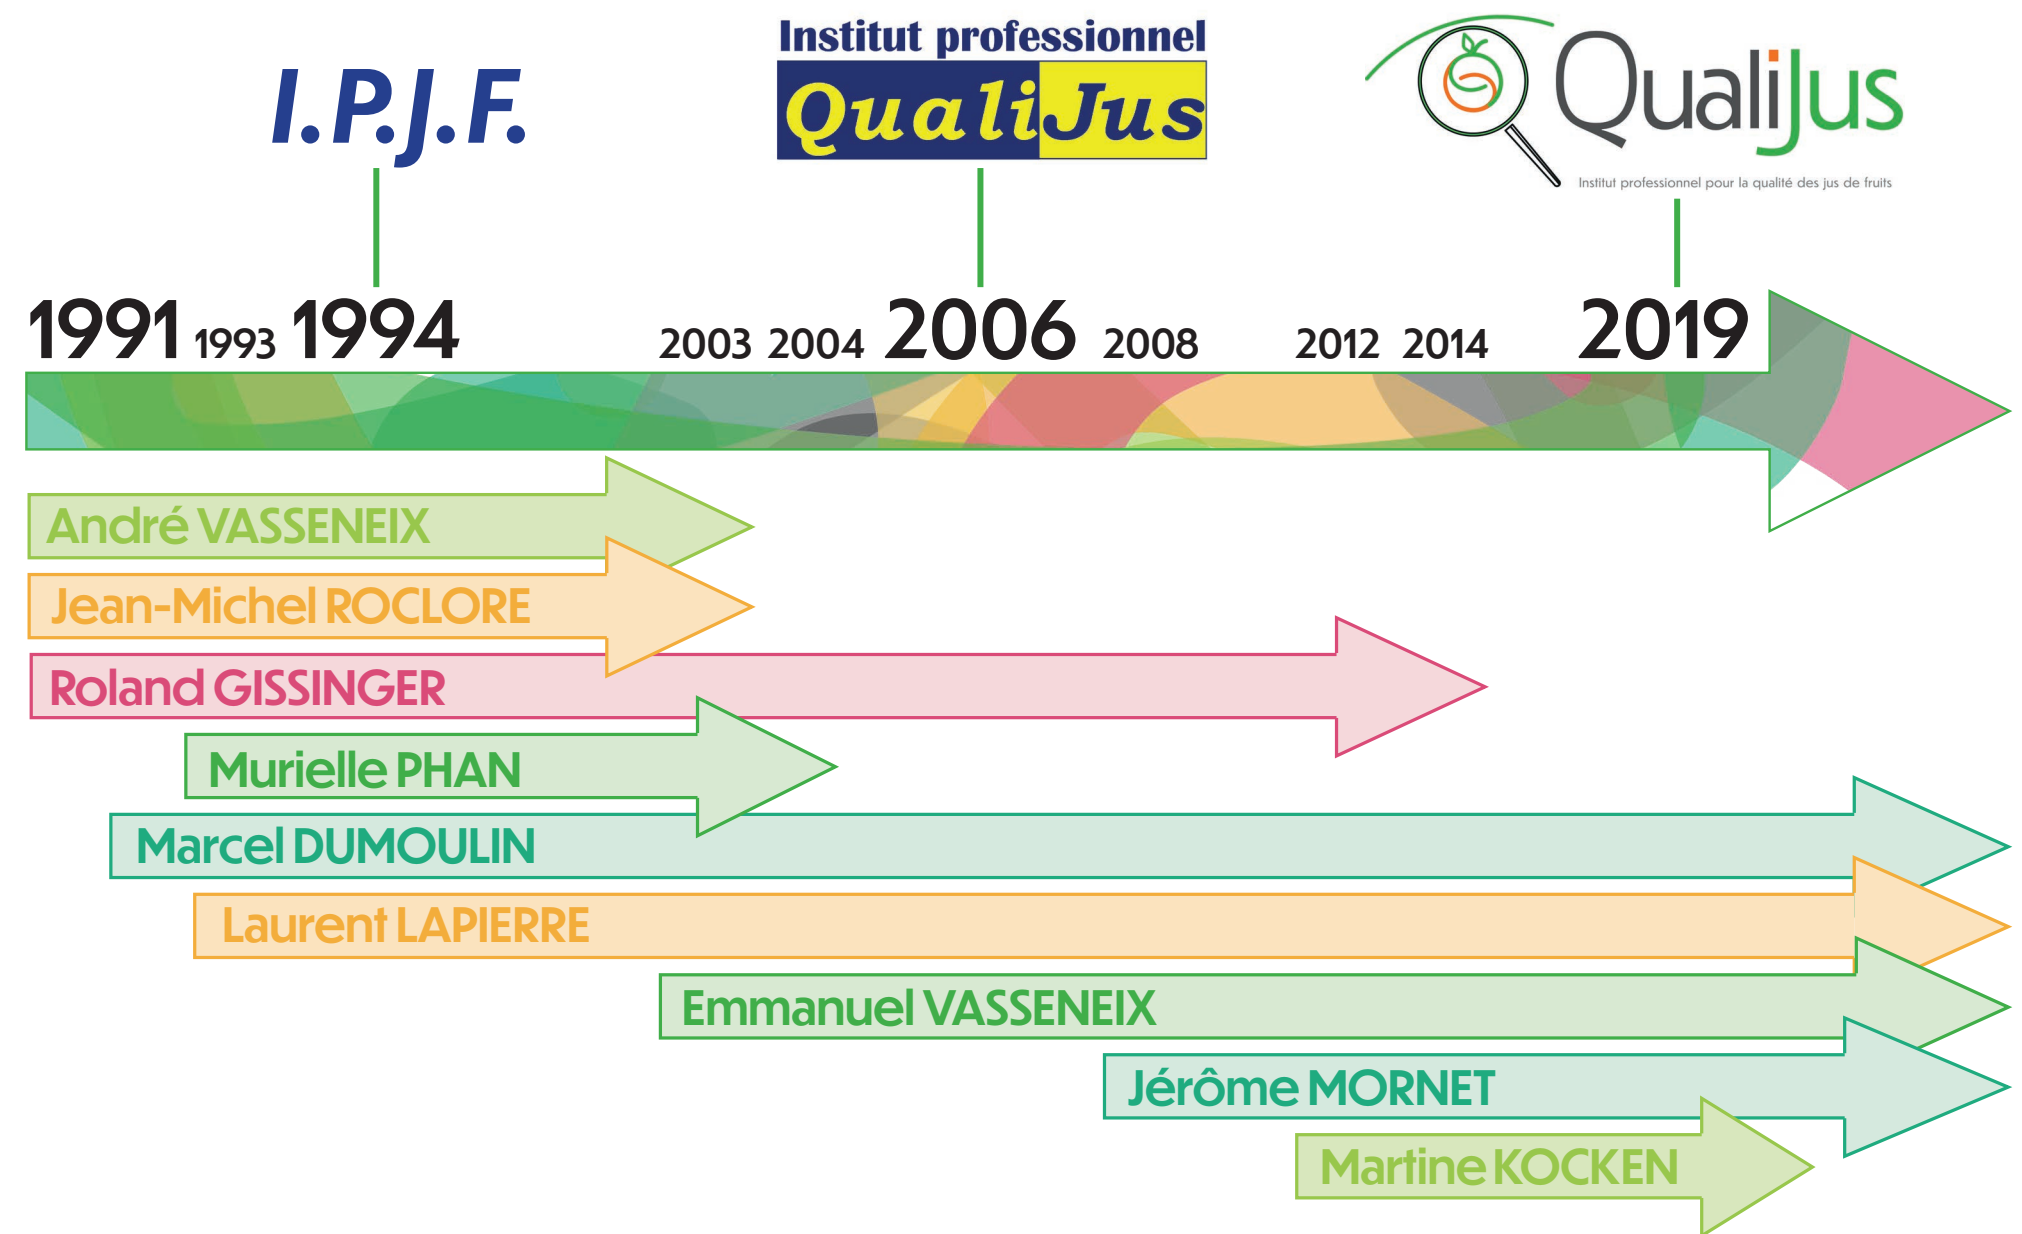 I.P.J.F.
Institut professionnel
QualiJus
QualiJus
Institut professionnel pour la qualité des jus de fruits
1991 1993 1994 2003 2004 2006 2008 2012 2014 2019
André VASSENEIX
Jean-Michel ROCLORE
Roland GISSINGER
Murielle PHAN
Marcel DUMOULIN
Laurent LAPIERRE
Emmanuel VASSENEIX
Jérôme MORNET
Martine KOCKEN